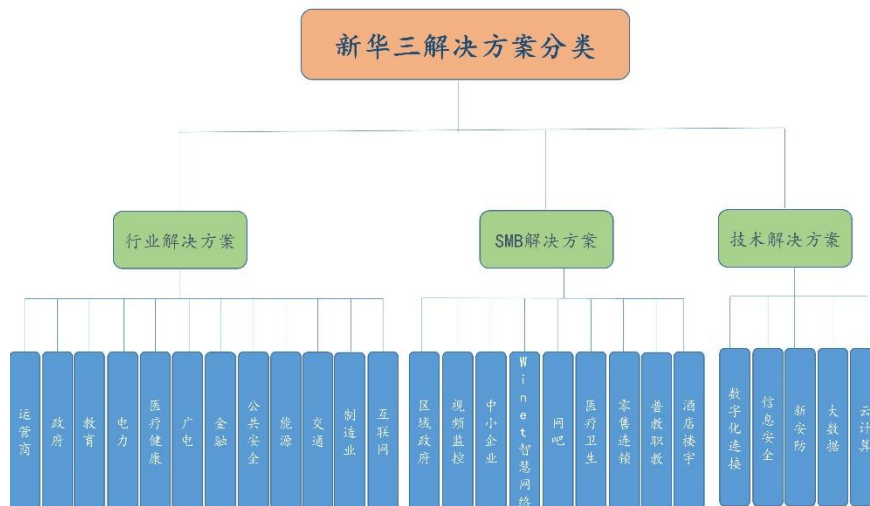 新华三解决方案分类
行业解决方案
SMB解决方案
技术解决方案
运营商
政府
教育
电力
医疗健康
广电
金融
公共安全
能源
交通
制造业
互联网
区域政府
视频监控
中小企业
Winet智慧网络
网吧
医疗卫生
零售连锁
普教职教
酒店楼宇
数字化连接
信息安全
新安防
大数据
云计算